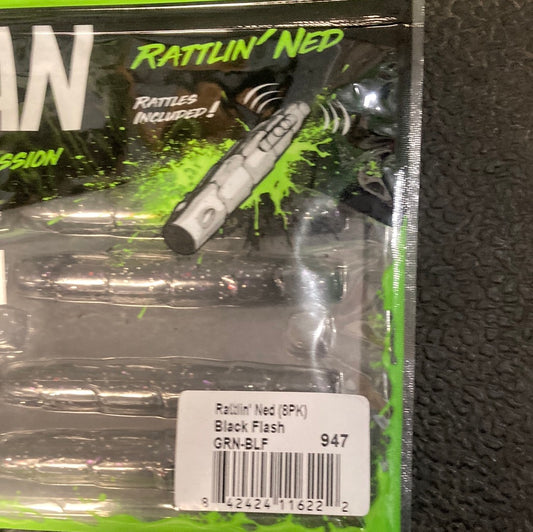 AN
RATTLIN' NED
RATTLES
INCLUDED!
SSION
Rattlin' Ned (8PK)
Black Flash
GRN-BLF 947
8 42424 11622 2